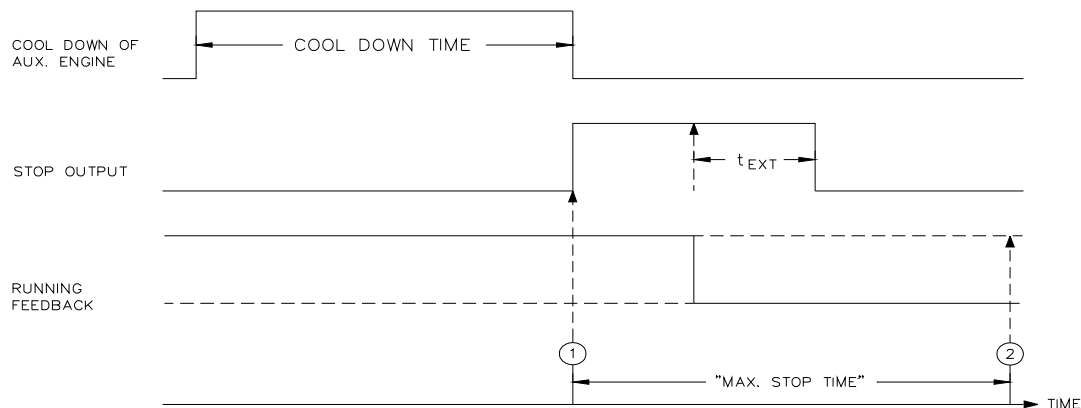 COOL DOWN OF
AUX. ENGINE
COOL DOWN TIME
STOP OUTPUT
tEXT
RUNNING
FEEDBACK
1
2
"MAX. STOP TIME"
TIME